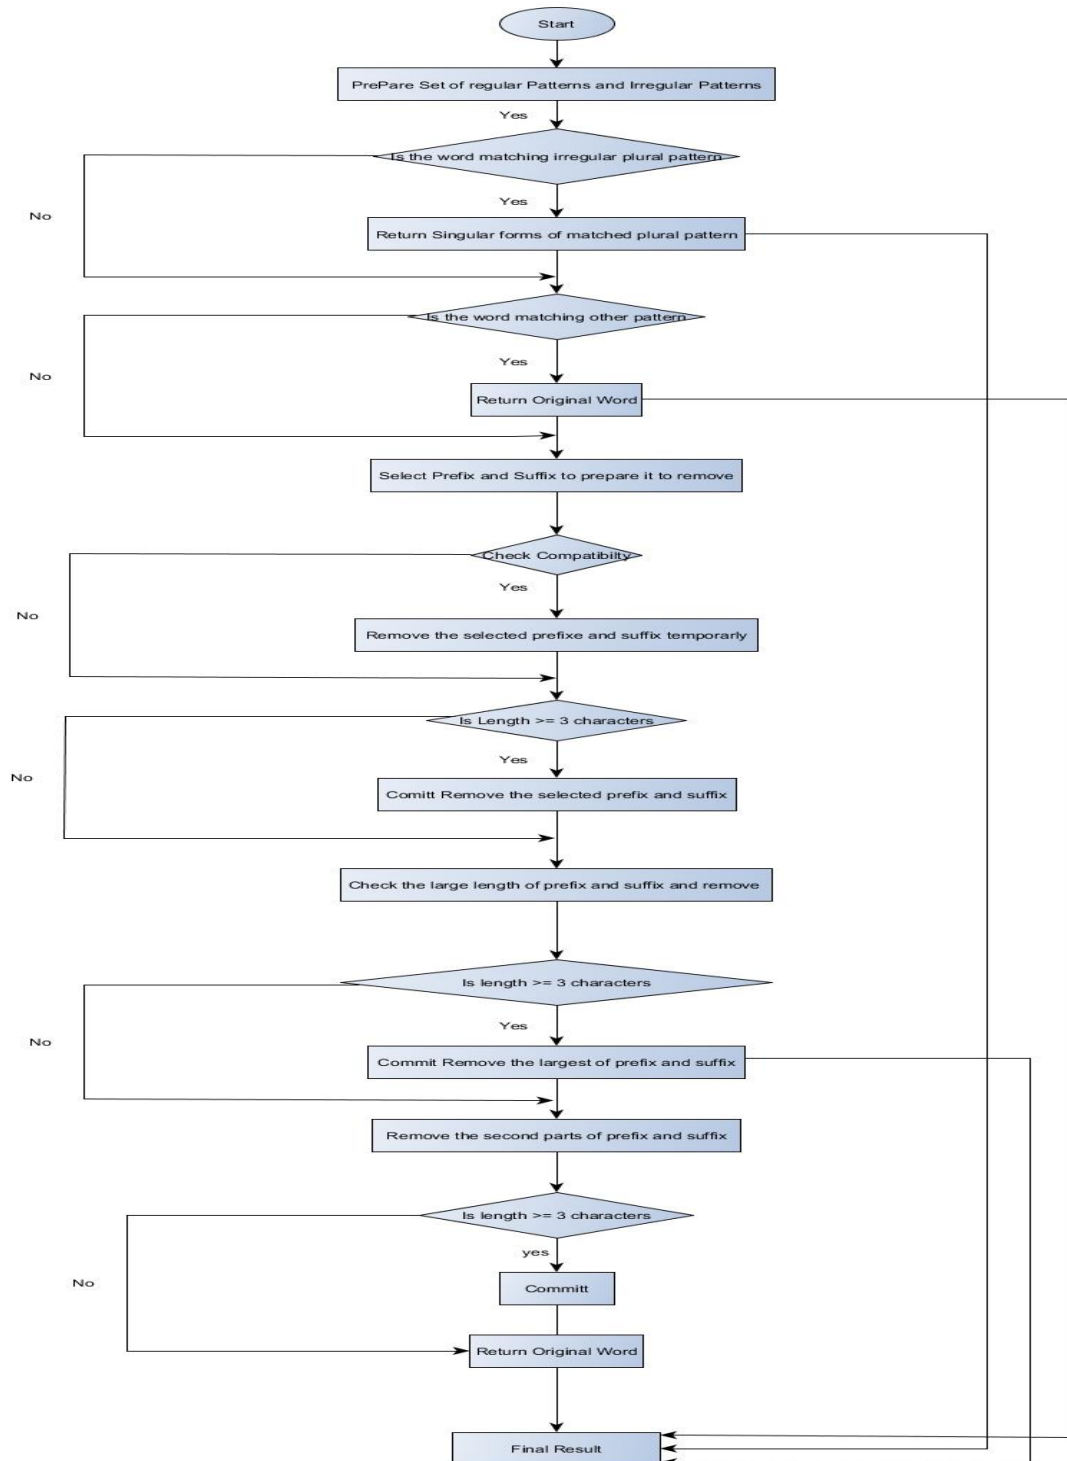 Start
PrePare Set of regular Patterns and Irregular Patterns
Yes
Is the word matching irregular plural pattern
Yes
No
Return Singular forms of matched plural pattern
Is the word matching other pattern
Yes
No
Return Original Word
Select Prefix and Suffix to prepare it to remove
Check Compatibilty
Yes
No
Remove the selected prefixe and suffix temporarly
Is Length >= 3 characters
Yes
No
Comitt Remove the selected prefix and suffix
Check the large length of prefix and suffix and remove
Is length >= 3 characters
Yes
No
Commit Remove the largest of prefix and suffix
Remove the second parts of prefix and suffix
Is length >= 3 characters
yes
No
Committ
Return Original Word
Final Result